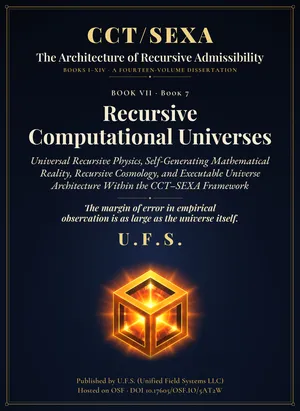 CCT/SEXA
The Architecture of Recursive Admissibility
BOOKS I–XIV · A FOURTEEN-VOLUME DISSERTATION
BOOK VII · Book 7
Recursive
Computational Universes
Universal Recursive Physics, Self-Generating Mathematical
Reality, Recursive Cosmology, and Executable Universe
Architecture Within the CCT–SEXA Framework
The margin of error in empirical
observation is as large as the universe itself.
U.F.S.
Published by U.F.S. (Unified Field Systems LLC)
Hosted on OSF · DOI 10.17605/OSF.IO/5AT2W